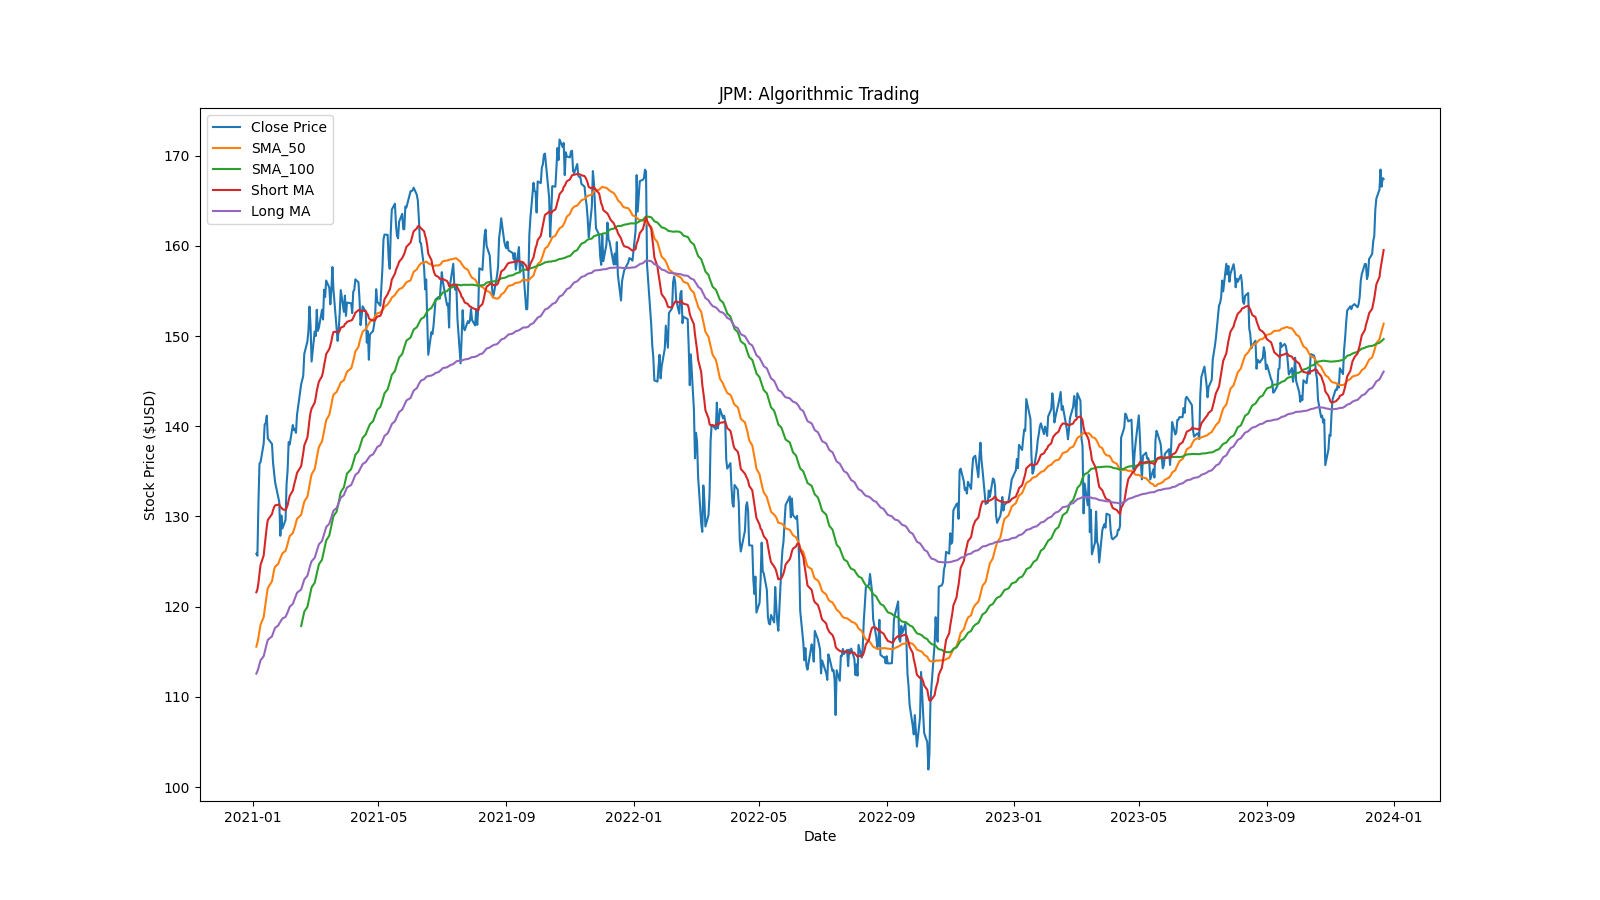 JPM: Algorithmic Trading
Close Price
SMA_50
SMA_100
Short MA
Long MA
Stock Price ($USD)
170
160
150
140
130
120
110
100
2021-01 2021-05 2021-09 2022-01 2022-05 2022-09 2023-01 2023-05 2023-09 2024-01
Date